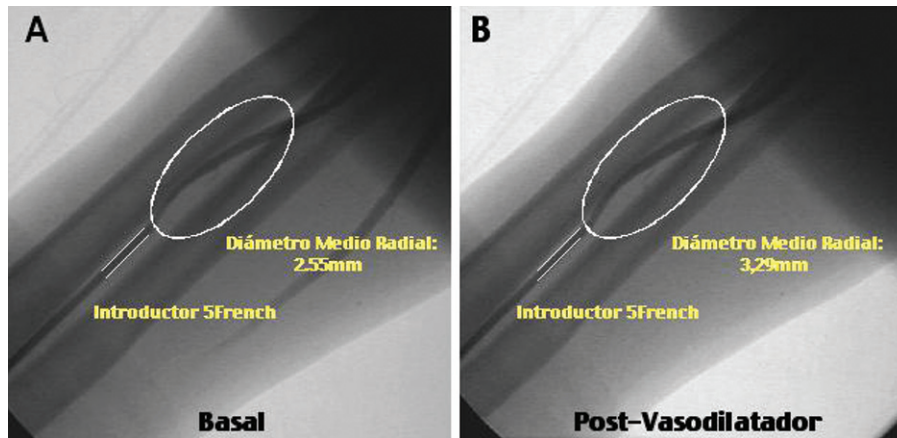 A
Diámetro Medio Radial:
2.55mm
Introductor 5French
Basal
B
Diámetro Medio Radial:
3,29mm
Introductor 5French
Post-Vasodilatador